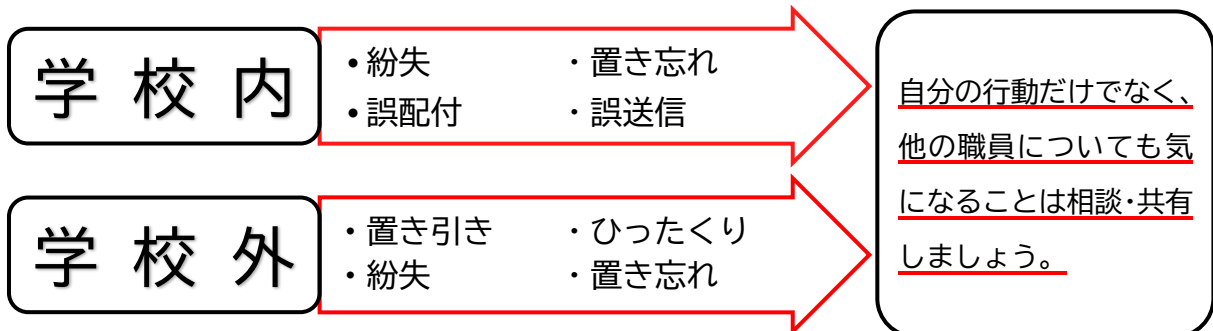 学校内
・紛失 ・置き忘れ
・誤配付 ・誤送信
学校外
・置き引き ・ひったくり
・紛失 ・置き忘れ
自分の行動だけでなく、
他の職員についても気
になることは相談・共有
しましょう。